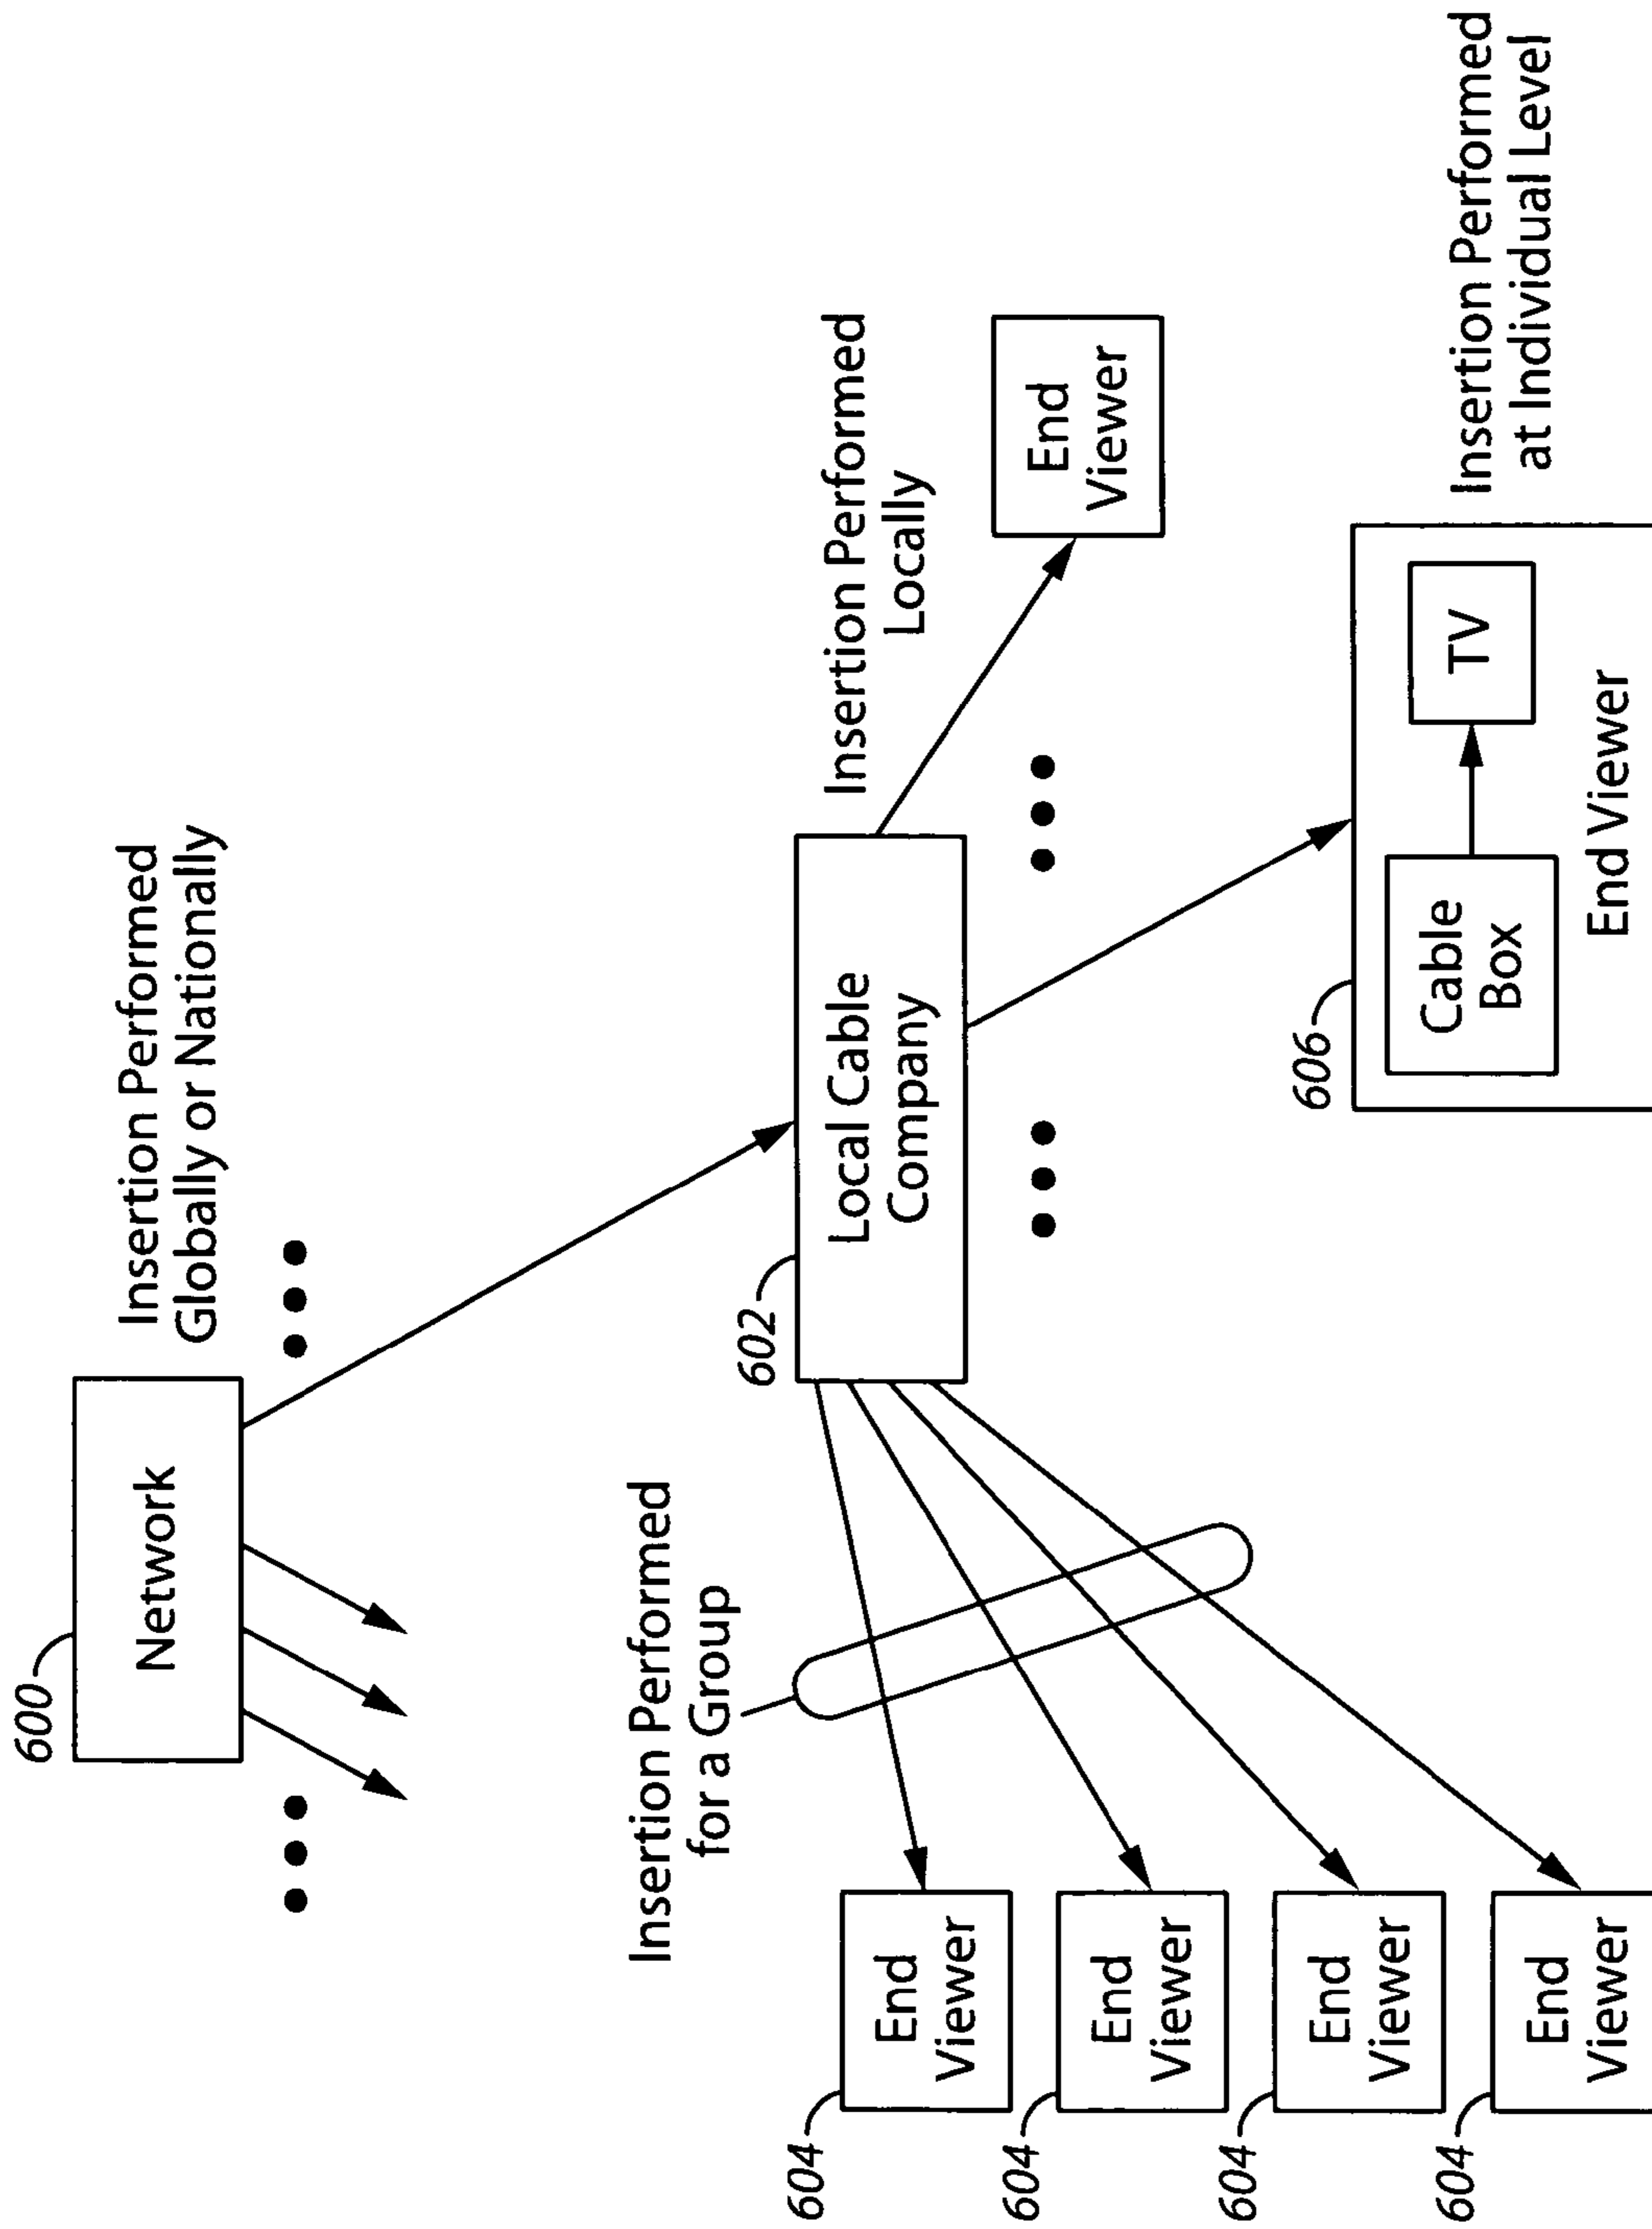 600
Network
Insertion Performed
Globally or Nationally
Insertion Performed
for a Group
602
Local Cable
Company
Insertion Performed
Locally
End
Viewer
604
End
Viewer
604
End
Viewer
604
End
Viewer
604
End
Viewer
606
Cable
Box
TV
End Viewer
Insertion Performed
at Individual Level